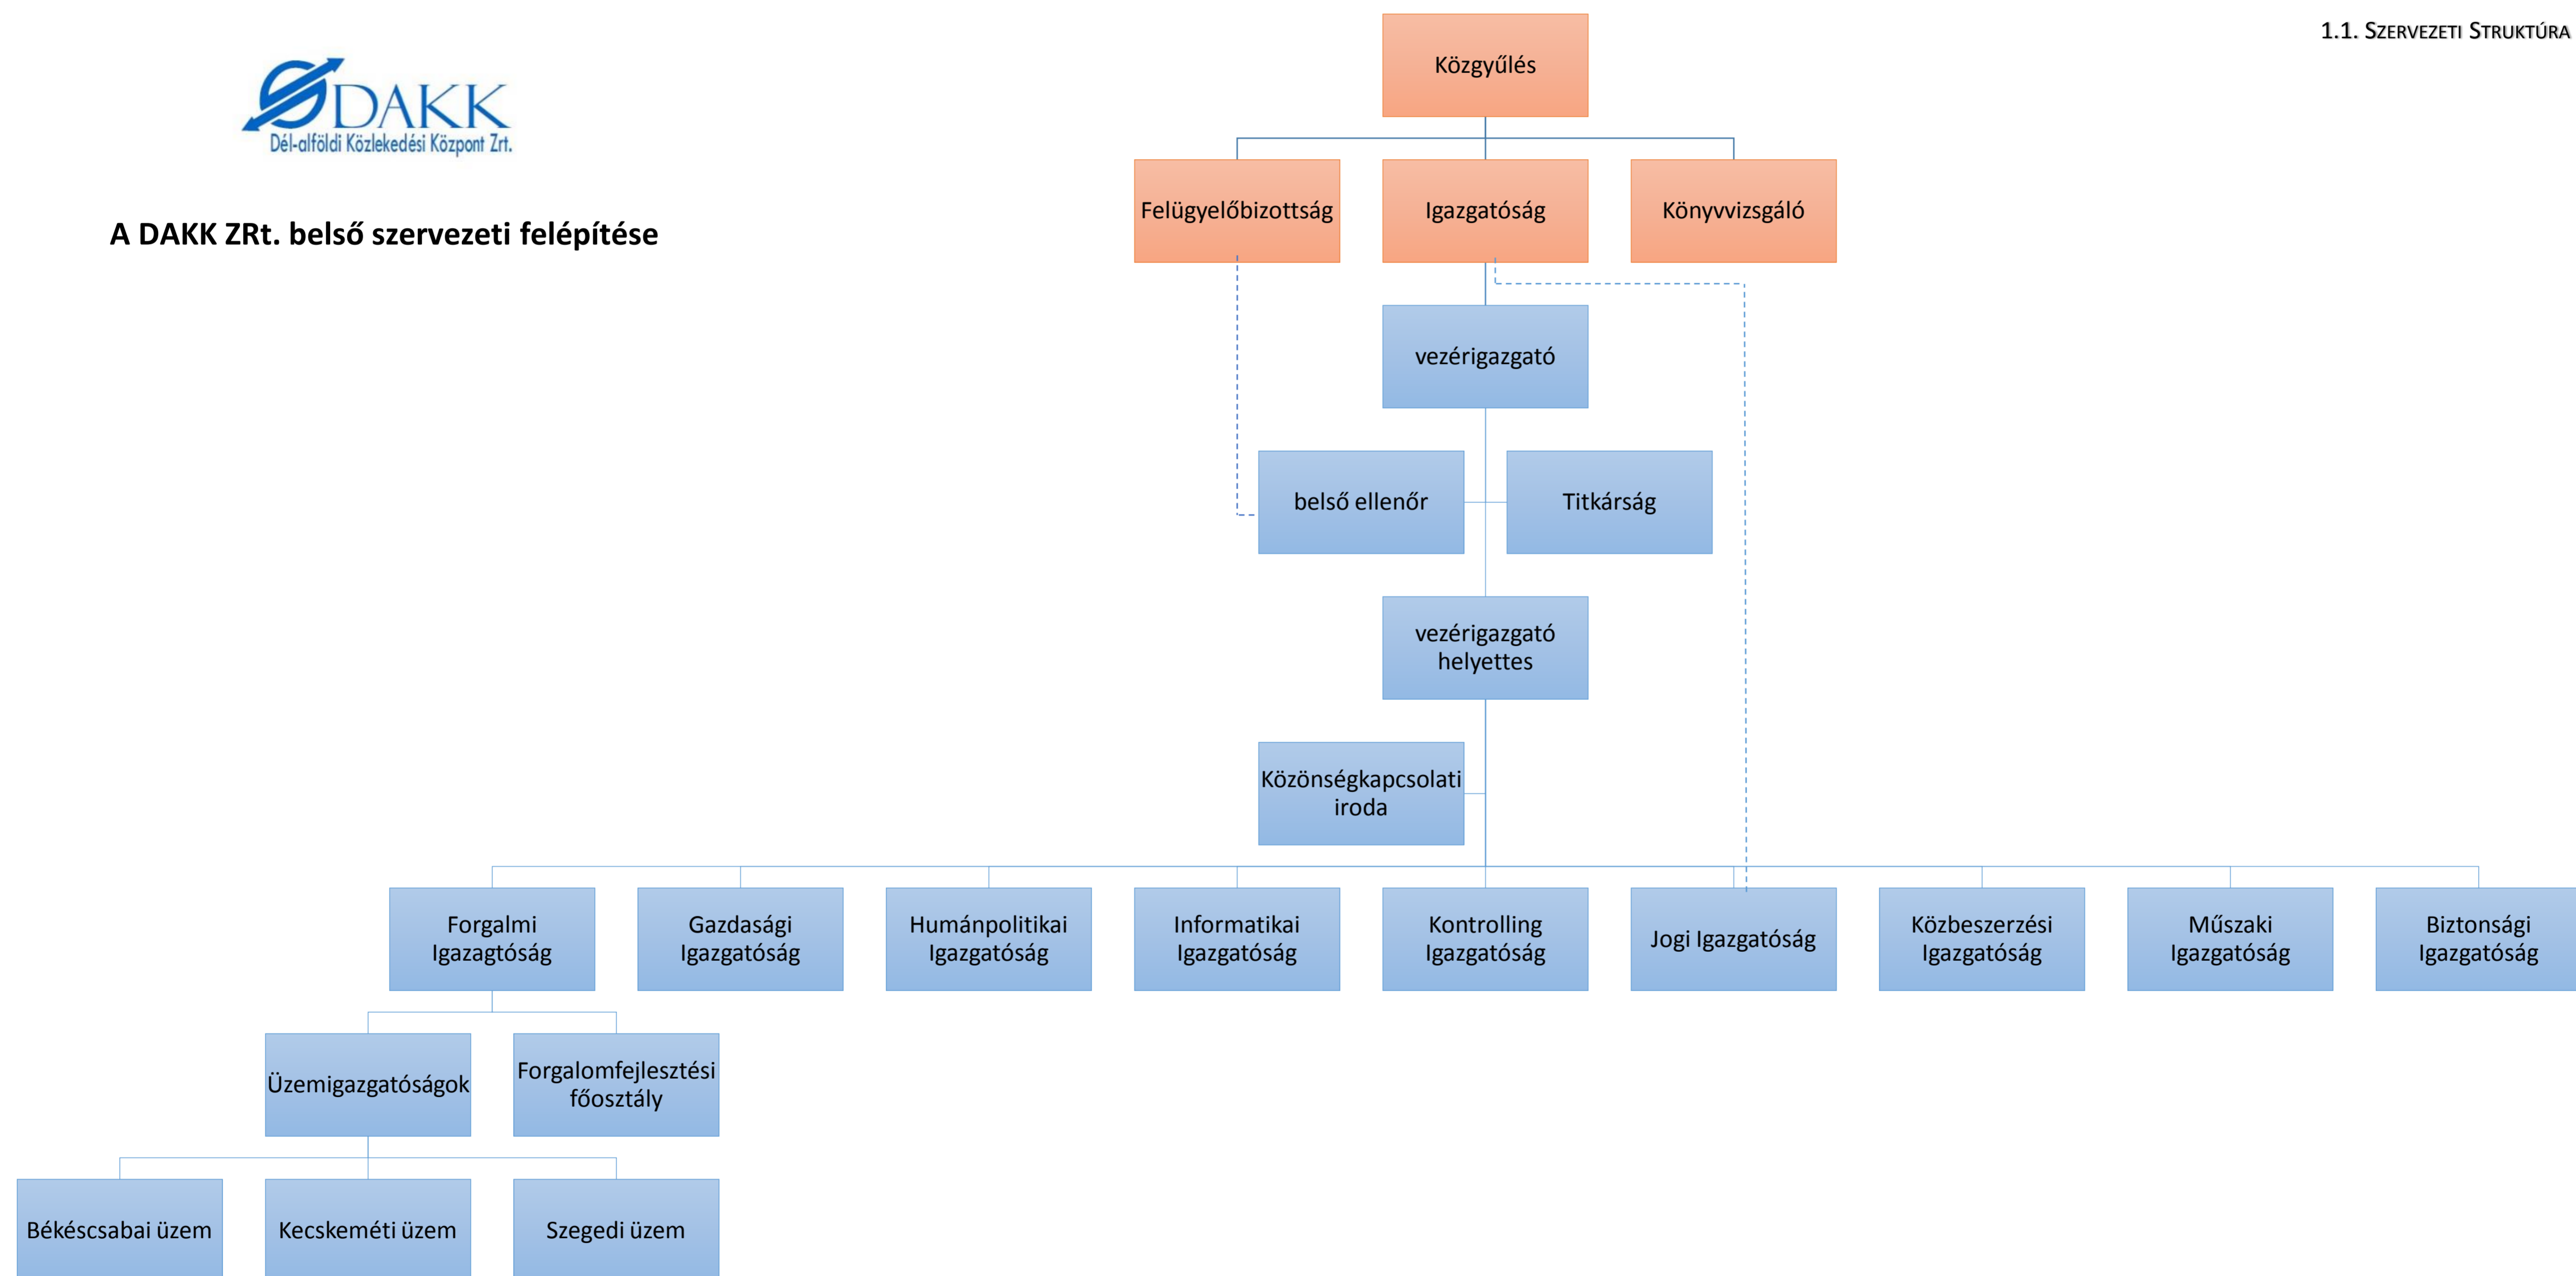 1.1. Szervezeti Struktúra
DAKK
Dél-alföldi Közlekedési Központ Zrt.
A DAKK ZRt. belső szervezeti felépítése
Közgyűlés
Felügyelőbizottság
Igazgatóság
Könyvvizsgáló
vezérigazgató
belső ellenőr
Titkárság
vezérigazgató
helyettes
Közönségkapcsolati
iroda
Forgalmi
Igazagtóság
Gazdasági
Igazgatóság
Humánpolitikai
Igazgatóság
Informatikai
Igazgatóság
Kontrolling
Igazgatóság
Jogi Igazgatóság
Közbeszerzési
Igazgatóság
Műszaki
Igazgatóság
Biztonsági
Igazgatóság
Üzemigazgatóságok
Forgalomfejlesztési
főosztály
Békéscsabai üzem
Kecskeméti üzem
Szegedi üzem